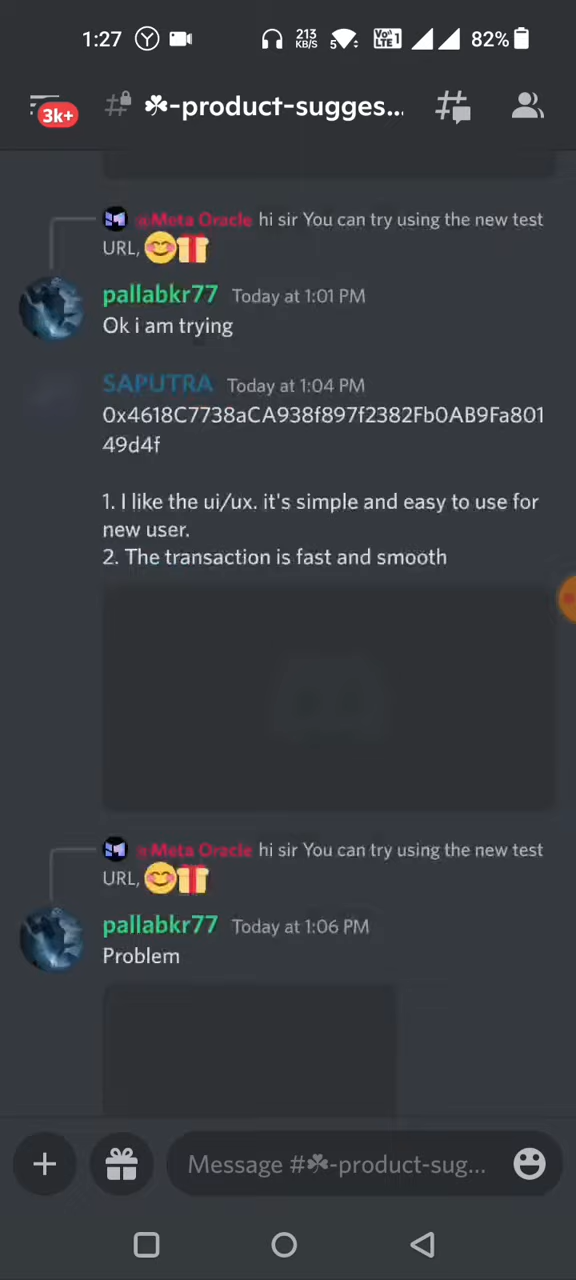 1:27 213 KB/S 5 Vo LTE 1 82%
3k+ ☘-product-sugges...
@Meta Oracle hi sir You can try using the new test
URL, 😊🎁
pallabkr77 Today at 1:01 PM
Ok i am trying
SAPUTRA Today at 1:04 PM
0x4618C7738aCA938f897f2382Fb0AB9Fa801
49d4f
1. I like the ui/ux. it's simple and easy to use for
new user.
2. The transaction is fast and smooth
@Meta Oracle hi sir You can try using the new test
URL, 😊🎁
pallabkr77 Today at 1:06 PM
Problem
Message #☘-product-sug...